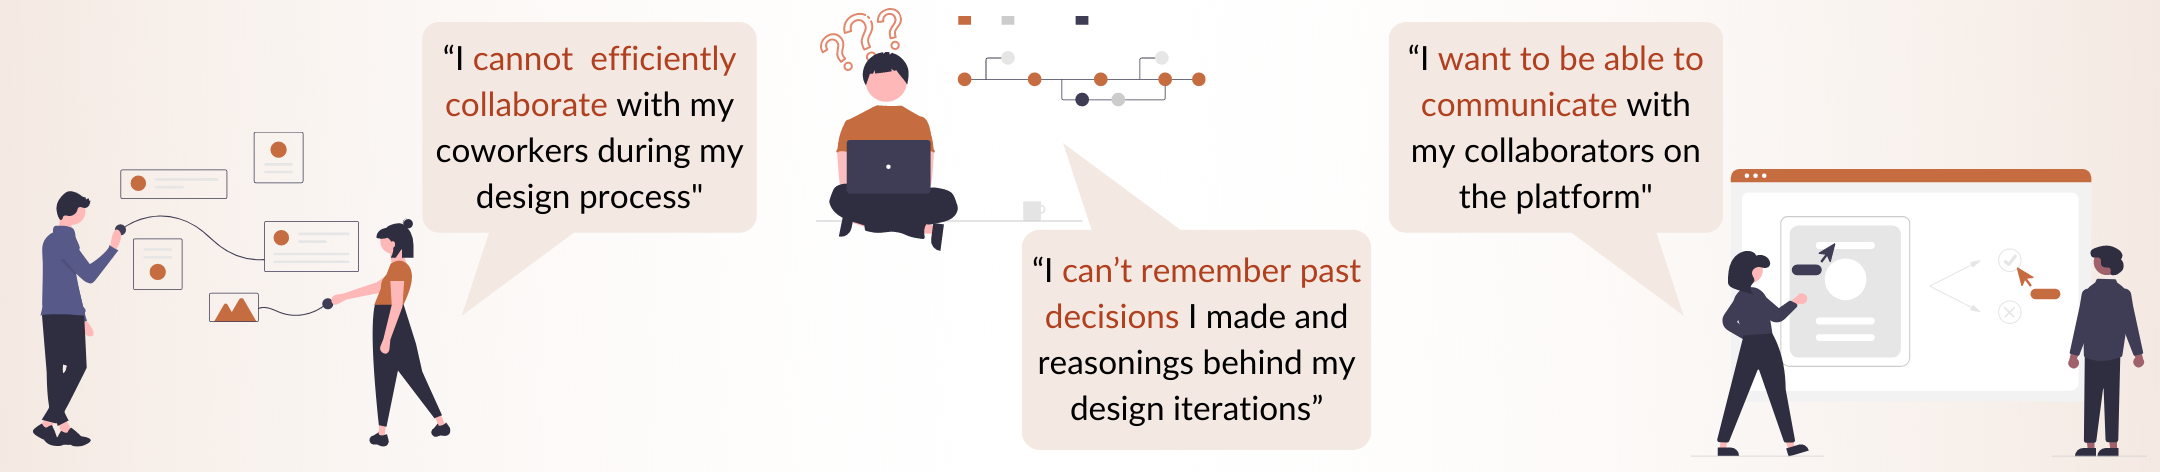 “I cannot  efficiently
collaborate with my
coworkers during my
design process"
“I can’t remember past
decisions I made and
reasonings behind my
design iterations”
“I want to be able to
communicate with
my collaborators on
the platform"